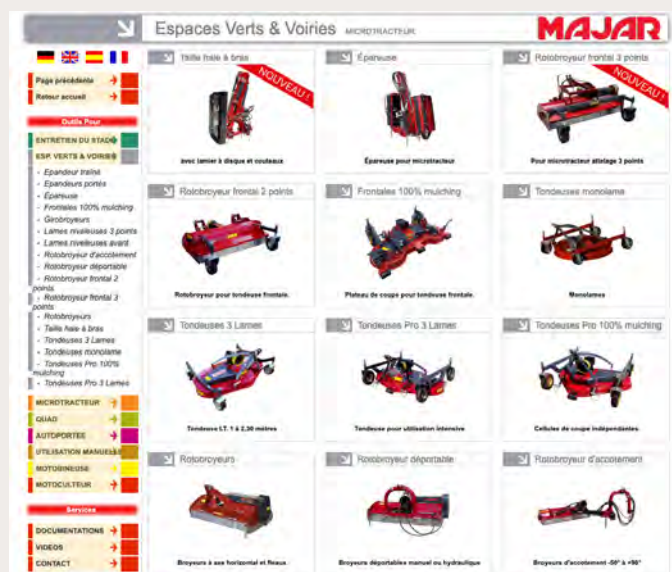 Espaces Verts & Voiries MICROTRACTEUR
MAJAR
Page précédente
Retour accueil
Outils Pour
ENTRETIEN DU STADE
ESP. VERTS & VOIRIES
- Epandeur traîné
- Epandeurs portés
- Épareuse
- Frontales 100% mulching
- Girobroyeurs
- Lames niveleuses 3 points
- Lames niveleuses avant
- Rotobroyeur d'accotement
- Rotobroyeur déportable
- Rotobroyeur frontal 2
points
- Rotobroyeur frontal 3
points
- Rotobroyeurs
- Taille haie à bras
- Tondeuses 3 Lames
- Tondeuses monolame
- Tondeuses Pro 100%
mulching
- Tondeuses Pro 3 Lames
MICROTRACTEUR
QUAD
AUTOPORTEE
UTILISATION MANUELLE
MOTOBINEUSE
MOTOCULTEUR
Services
DOCUMENTATIONS
VIDEOS
CONTACT
Taille haie à bras
NOUVEAU !
avec lamier à disque et couteaux
Épareuse
Épareuse pour microtracteur
Rotobroyeur frontal 3 points
NOUVEAU !
Pour microtracteur attelage 3 points
Rotobroyeur frontal 2 points
Rotobroyeur pour tondeuse frontale.
Frontales 100% mulching
Plateau de coupe pour tondeuse frontale.
Tondeuses monolame
Monolames
Tondeuses 3 Lames
Tondeuse I.T. 1 à 2,30 mètres
Tondeuses Pro 3 Lames
Tondeuse pour utilisation intensive
Tondeuses Pro 100% mulching
Cellules de coupe indépendantes.
Rotobroyeurs
Broyeurs à axe horizontal et fleaux
Rotobroyeur déportable
Broyeurs déportables manuel ou hydraulique
Rotobroyeur d'accotement
Broyeurs d'accotement -50° à +90°